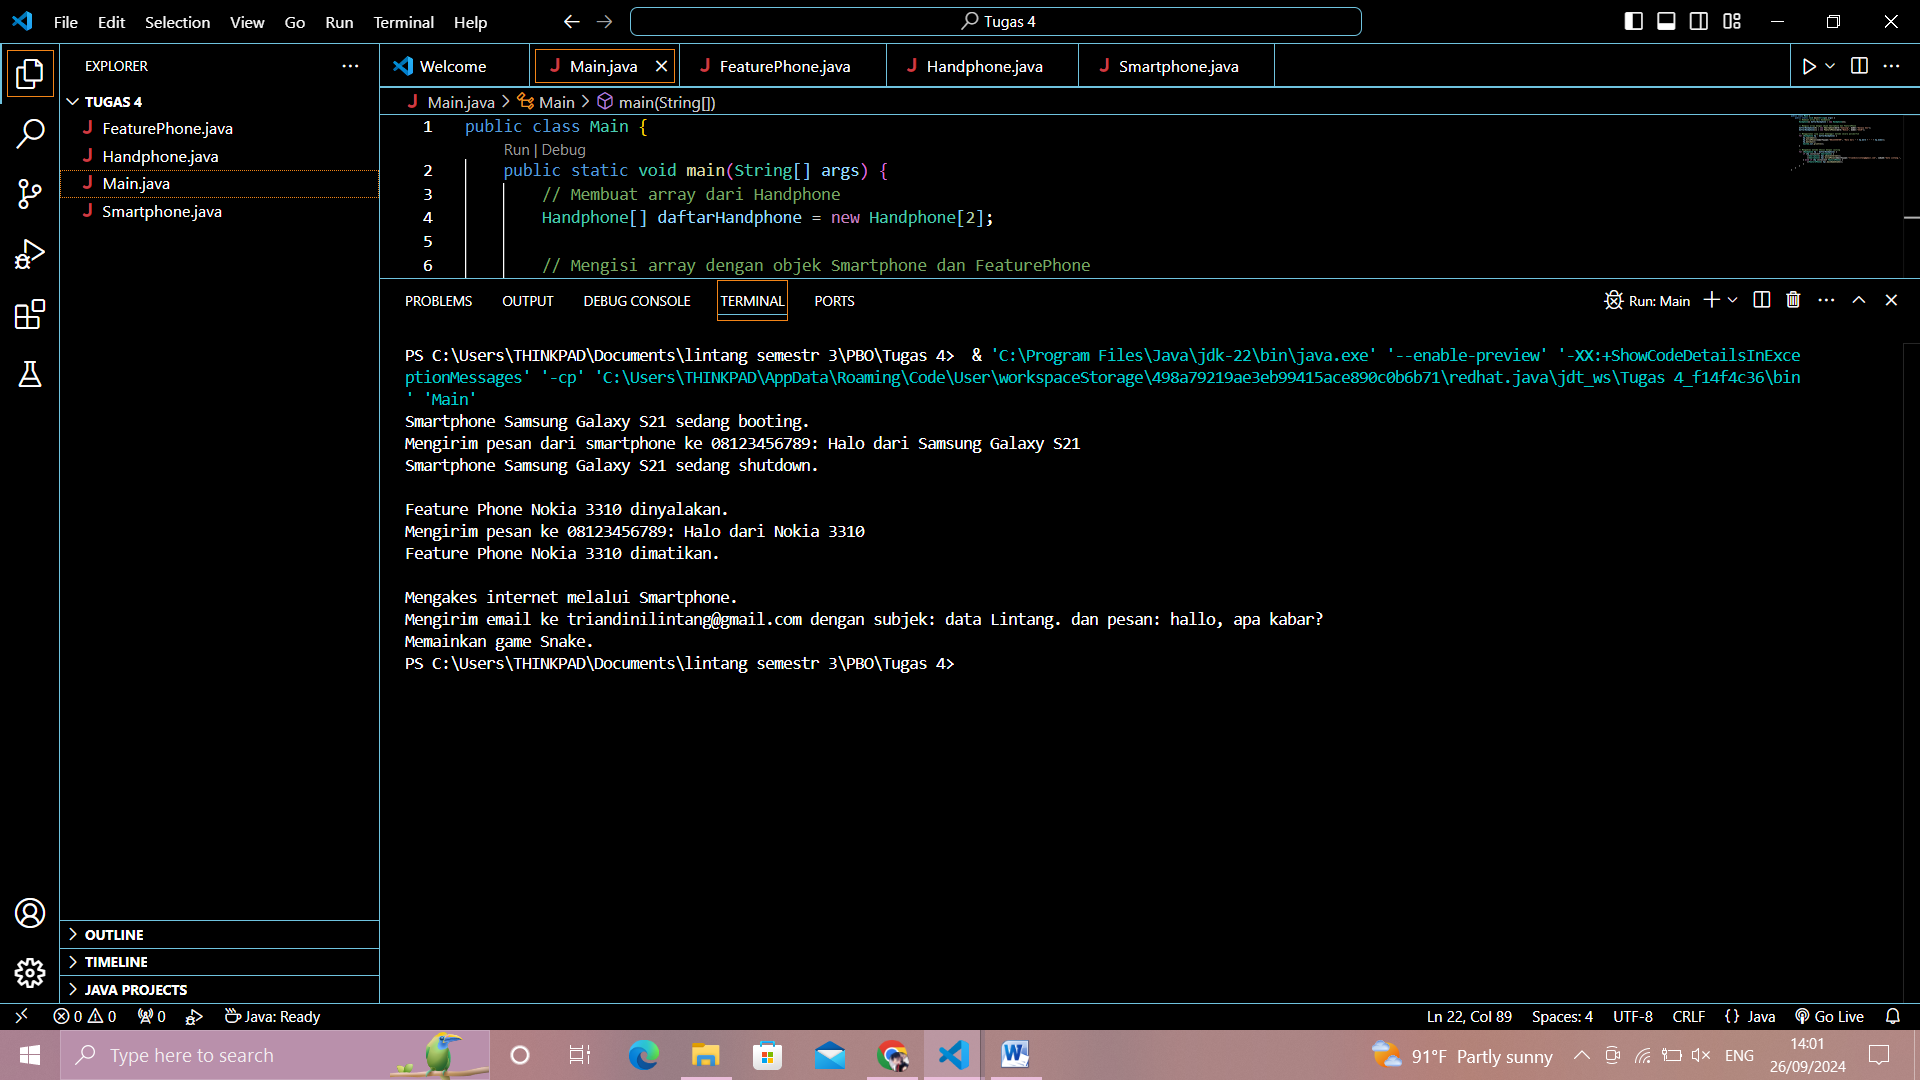 File Edit Selection View Go Run Terminal Help
Tugas 4
EXPLORER
TUGAS 4
FeaturePhone.java
Handphone.java
Main.java
Smartphone.java
OUTLINE
TIMELINE
JAVA PROJECTS
Welcome Main.java FeaturePhone.java Handphone.java Smartphone.java
Main.java > Main > main(String[])
1 public class Main {
Run | Debug
2 public static void main(String[] args) {
3 // Membuat array dari Handphone
4 Handphone[] daftarHandphone = new Handphone[2];
5
6 // Mengisi array dengan objek Smartphone dan FeaturePhone
PROBLEMS OUTPUT DEBUG CONSOLE TERMINAL PORTS
Run: Main
PS C:\Users\THINKPAD\Documents\lintang semestr 3\PBO\Tugas 4> & 'C:\Program Files\Java\jdk-22\bin\java.exe' '--enable-preview' '-XX:+ShowCodeDetailsInExce
ptionMessages' '-cp' 'C:\Users\THINKPAD\AppData\Roaming\Code\User\workspaceStorage\498a79219ae3eb99415ace890c0b6b71\redhat.java\jdt_ws\Tugas 4_f14f4c36\bin
' 'Main'
Smartphone Samsung Galaxy S21 sedang booting.
Mengirim pesan dari smartphone ke 08123456789: Halo dari Samsung Galaxy S21
Smartphone Samsung Galaxy S21 sedang shutdown.
Feature Phone Nokia 3310 dinyalakan.
Mengirim pesan ke 08123456789: Halo dari Nokia 3310
Feature Phone Nokia 3310 dimatikan.
Mengakes internet melalui Smartphone.
Mengirim email ke triandinilintang@gmail.com dengan subjek: data Lintang. dan pesan: hallo, apa kabar?
Memainkan game Snake.
PS C:\Users\THINKPAD\Documents\lintang semestr 3\PBO\Tugas 4>
0 0 0 Java: Ready
Ln 22, Col 89 Spaces: 4 UTF-8 CRLF {} Java Go Live
Type here to search
91°F Partly sunny
ENG
14:01
26/09/2024